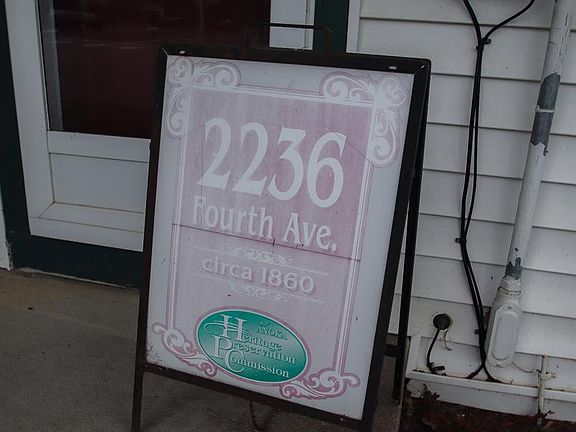 2236
Fourth Ave.
circa 1860
ANOKA
Heritage
Preservation
Commission